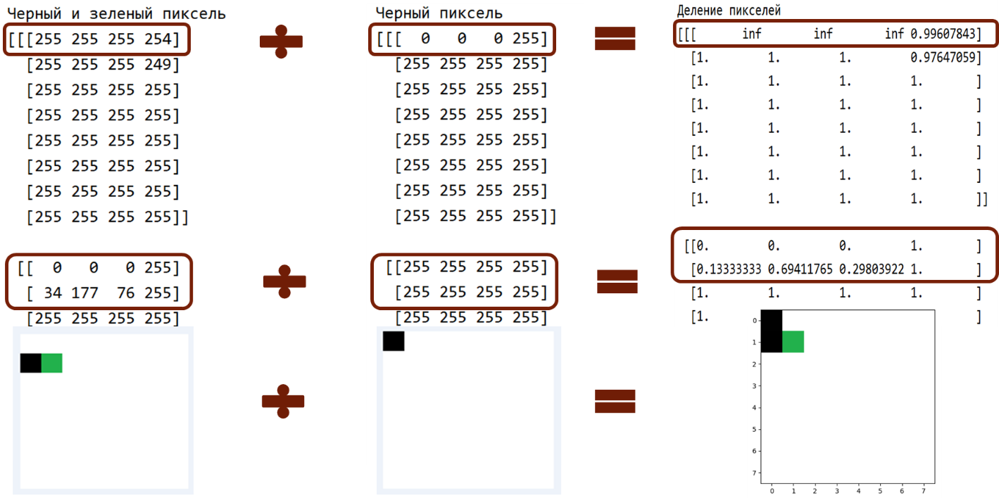 Черный и зеленый пиксель
[[[255 255 255 254]
[255 255 255 249]
[255 255 255 255]
[255 255 255 255]
[255 255 255 255]
[255 255 255 255]
[255 255 255 255]
[255 255 255 255]]
[[ 0 0 0 255]
[ 34 177 76 255]
[255 255 255 255]
÷
÷
÷
Черный пиксель
[[[ 0 0 0 255]
[255 255 255 255]
[255 255 255 255]
[255 255 255 255]
[255 255 255 255]
[255 255 255 255]
[255 255 255 255]
[255 255 255 255]]
[[255 255 255 255]
[255 255 255 255]
[255 255 255 255]
=
=
=
Деление пикселей
[[[ inf inf inf 0.99607843]
[1. 1. 1. 0.97647059]
[1. 1. 1. 1. ]
[1. 1. 1. 1. ]
[1. 1. 1. 1. ]
[1. 1. 1. 1. ]
[1. 1. 1. 1. ]
[1. 1. 1. 1. ]]
[[0. 0. 0. 1. ]
[0.13333333 0.69411765 0.29803922 1. ]
[1. 1. 1. 1. ]
[1. ]
0
1
2
3
4
5
6
7
0 1 2 3 4 5 6 7